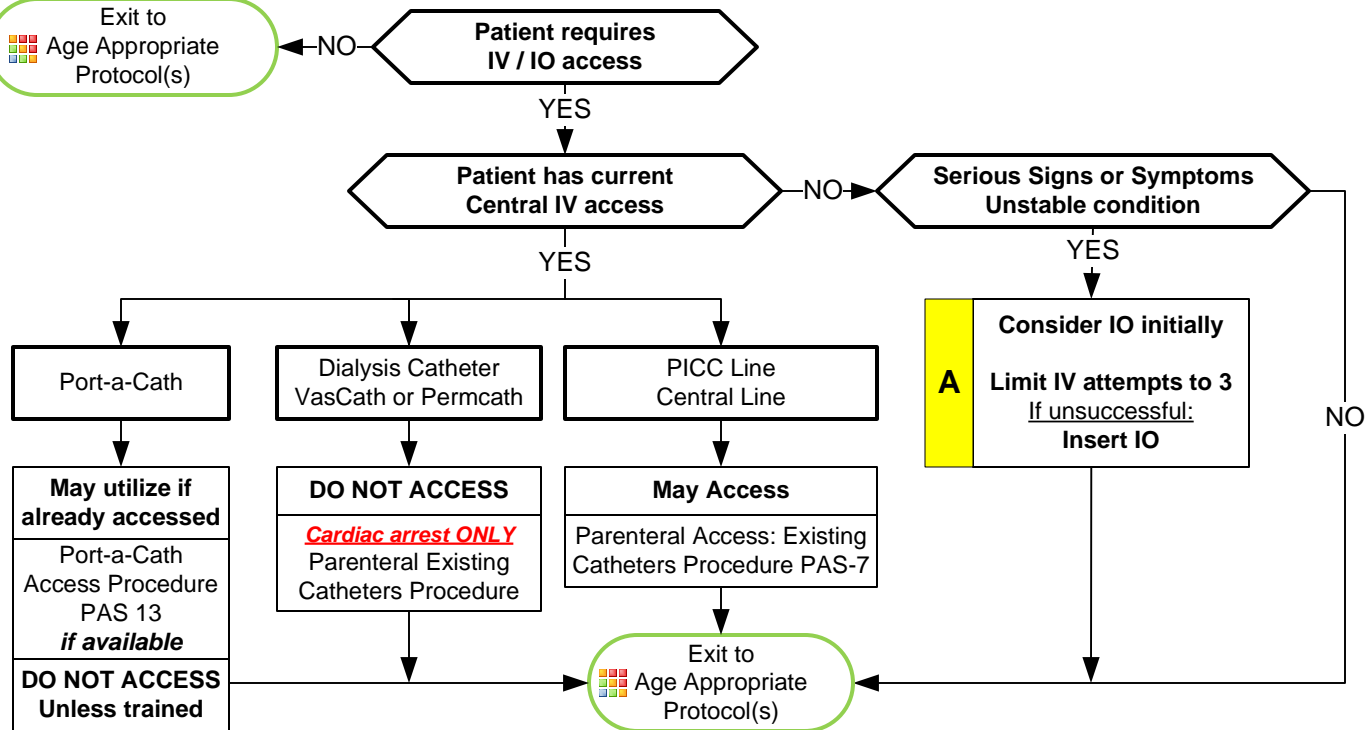 Exit to
Age Appropriate
Protocol(s)
NO
Patient requires
IV / IO access
YES
Patient has current
Central IV access
NO
Serious Signs or Symptoms
Unstable condition
YES
YES
NO
Port-a-Cath
Dialysis Catheter
VasCath or Permcath
PICC Line
Central Line
A
Consider IO initially
Limit IV attempts to 3
If unsuccessful:
Insert IO
May utilize if
already accessed
Port-a-Cath
Access Procedure
PAS 13
if available
DO NOT ACCESS
Unless trained
DO NOT ACCESS
Cardiac arrest ONLY
Parenteral Existing
Catheters Procedure
May Access
Parenteral Access: Existing
Catheters Procedure PAS-7
Exit to
Age Appropriate
Protocol(s)